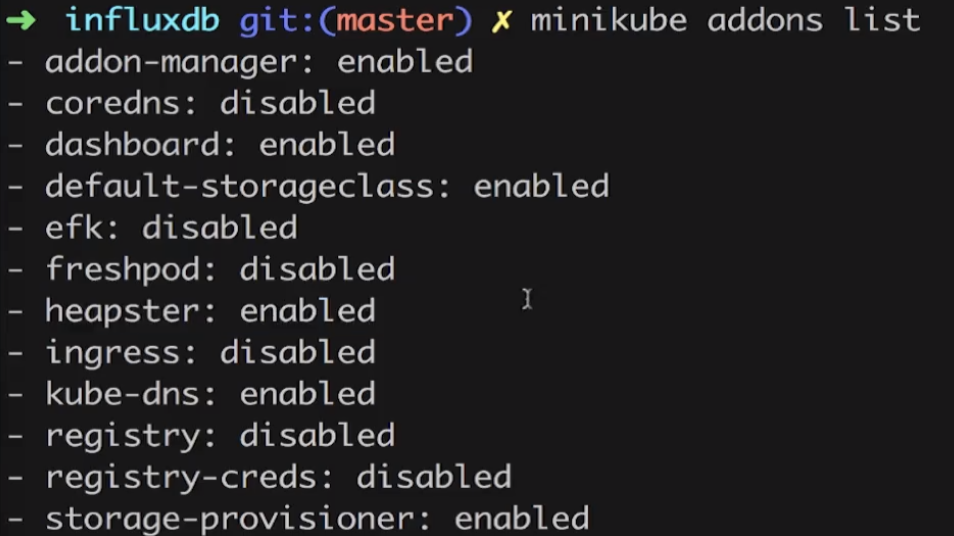 ➜ influxdb git:(master) ✗ minikube addons list
- addon-manager: enabled
- coredns: disabled
- dashboard: enabled
- default-storageclass: enabled
- efk: disabled
- freshpod: disabled
- heapster: enabled
- ingress: disabled
- kube-dns: enabled
- registry: disabled
- registry-creds: disabled
- storage-provisioner: enabled